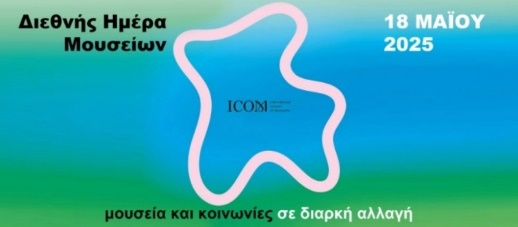 Διεθνής Ημέρα
Μουσείων
18 ΜΑΪΟΥ
2025
ICOM
μουσεία και κοινωνίες σε διαρκή αλλαγή